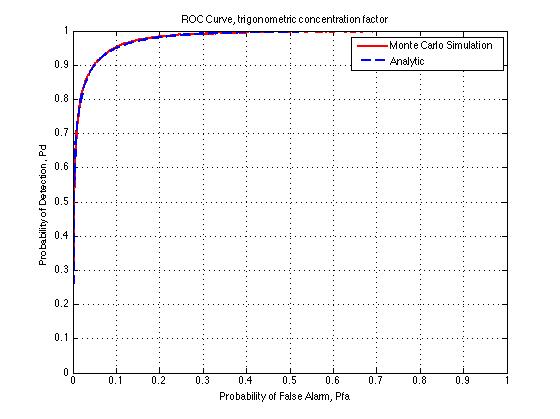 ROC Curve, trigonometric concentration factor
Monte Carlo Simulation
Analytic
Probability of Detection, Pd
1
0.9
0.8
0.7
0.6
0.5
0.4
0.3
0.2
0.1
0
0 0.1 0.2 0.3 0.4 0.5 0.6 0.7 0.8 0.9 1
Probability of False Alarm, Pfa